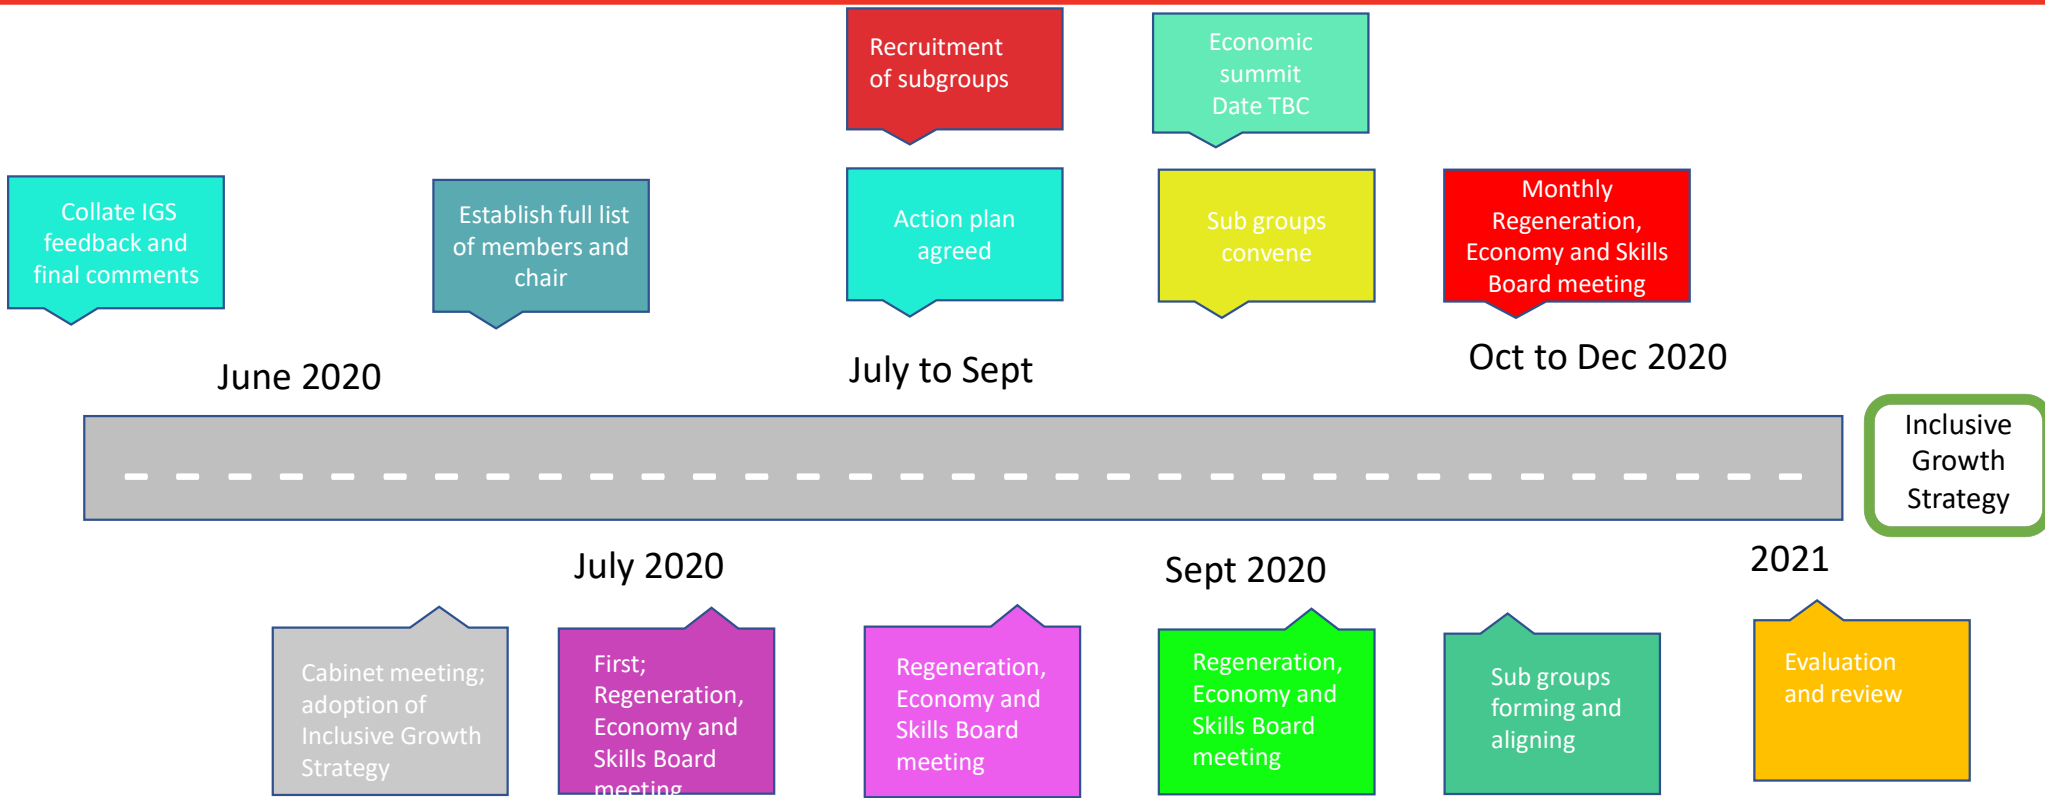 Recruitment
of subgroups
Economic
summit
Date TBC
Collate IGS
feedback and
final comments
Establish full list
of members and
chair
Action plan
agreed
Sub groups
convene
Monthly
Regeneration,
Economy and Skills
Board meeting
June 2020
July to Sept
Oct to Dec 2020
Inclusive
Growth
Strategy
July 2020
Sept 2020
2021
Cabinet meeting;
adoption of
Inclusive Growth
Strategy
First;
Regeneration,
Economy and
Skills Board
meeting
Regeneration,
Economy and
Skills Board
meeting
Regeneration,
Economy and
Skills Board
meeting
Sub groups
forming and
aligning
Evaluation
and review